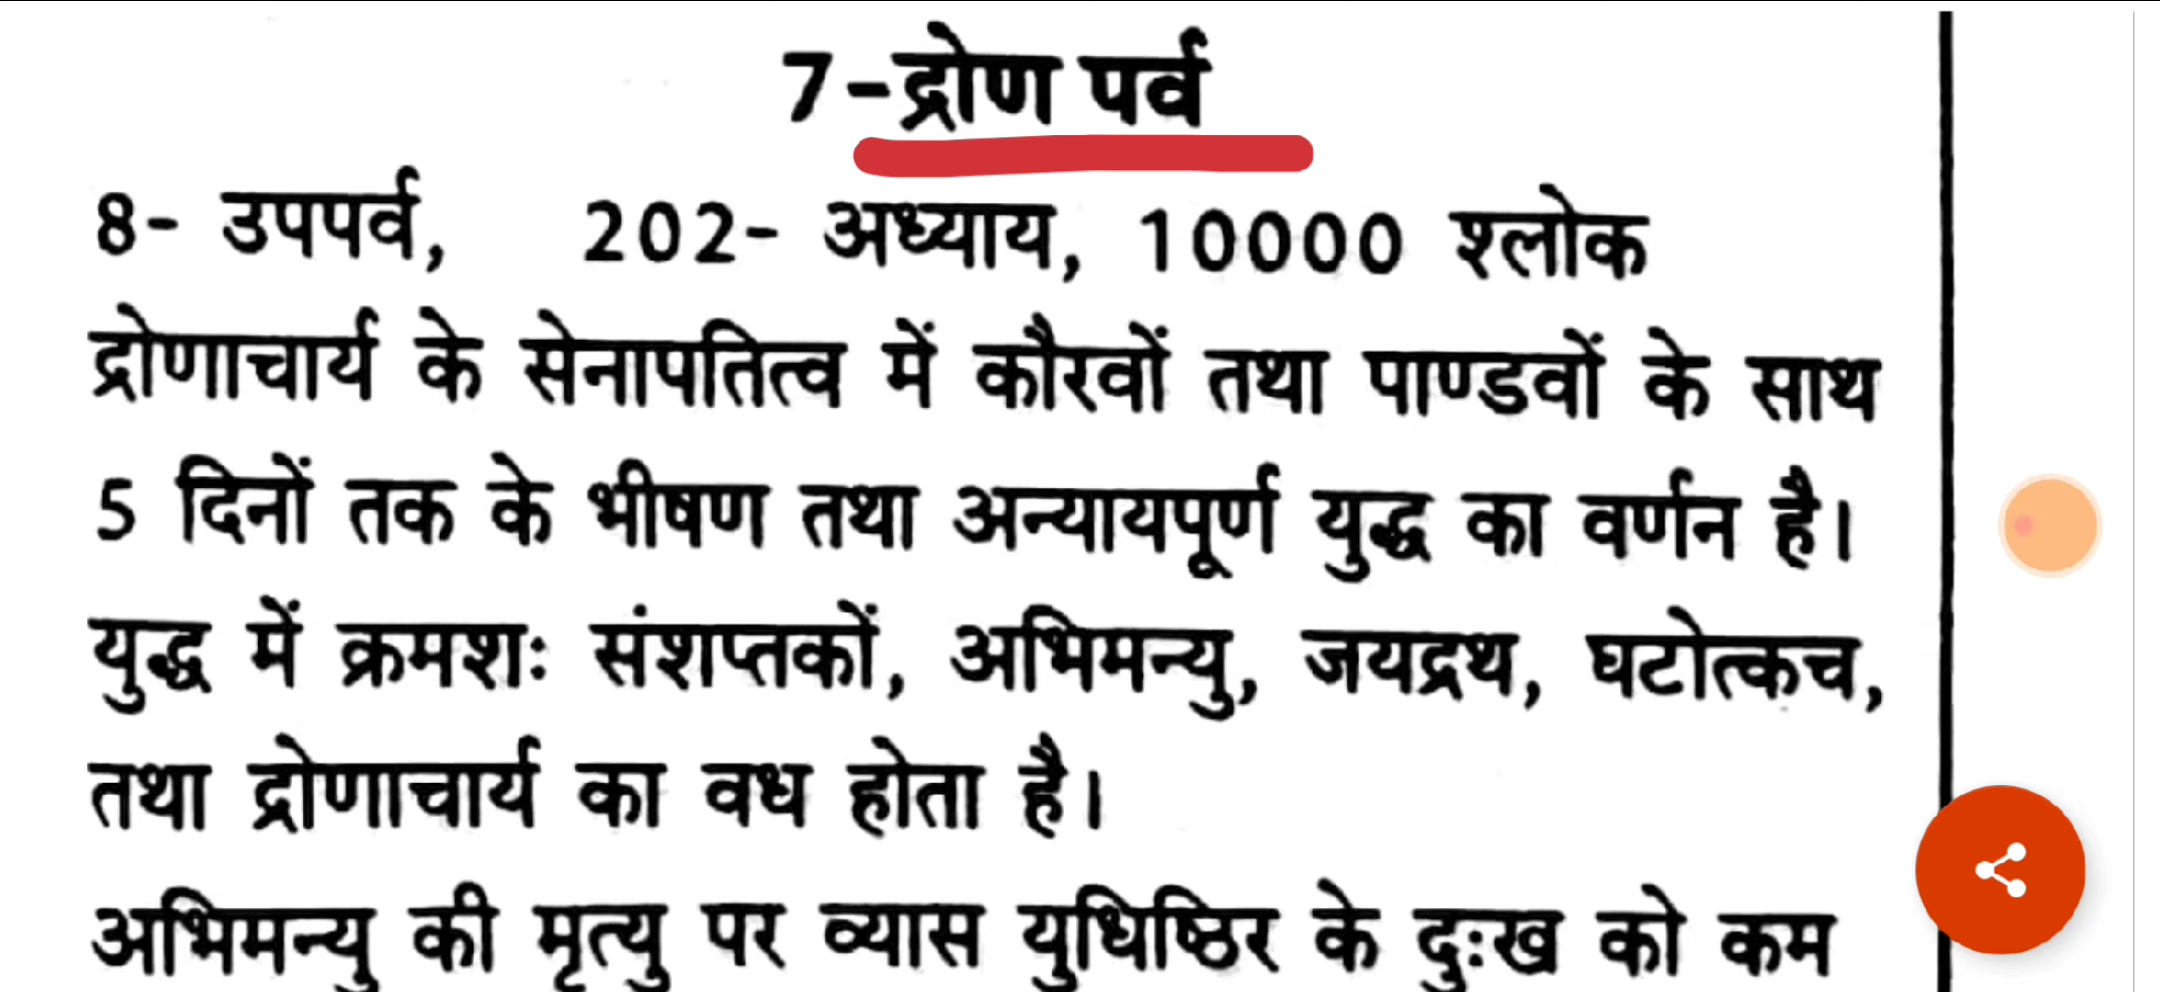 7-द्रोण पर्व
8- उपपर्व, 202- अध्याय, 10000 श्लोक
द्रोणाचार्य के सेनापतित्व में कौरवों तथा पाण्डवों के साथ
5 दिनों तक के भीषण तथा अन्यायपूर्ण युद्ध का वर्णन है।
युद्ध में क्रमशः संशप्तकों, अभिमन्यु, जयद्रथ, घटोत्कच,
तथा द्रोणाचार्य का वध होता है।
अभिमन्यु की मृत्यु पर व्यास युधिष्ठिर के दुःख को कम